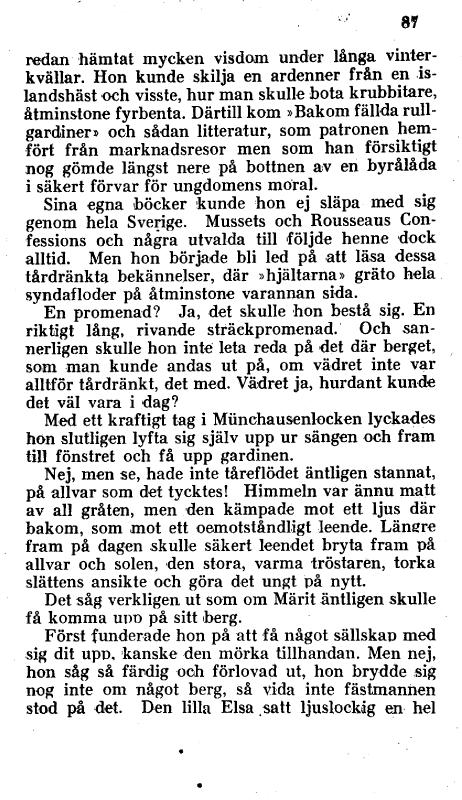 87
redan hämtat mycken visdom under långa vinter-
kvällar. Hon kunde skilja en ardenner från en is-
landshäst och visste, hur man skulle bota krubbitare,
åtminstone fyrbenta. Därtill kom »Bakom fällda rull-
gardiner» och sådan litteratur, som patronen hem-
fört från marknadsresor men som han försiktigt
nog gömde längst nere på bottnen av en byrålåda
i säkert förvar för ungdomens moral.
Sina egna böcker kunde hon ej släpa med sig
genom hela Sverige. Mussets och Rousseaus Con-
fessions och några utvalda till följde henne dock
alltid. Men hon började bli led på att läsa dessa
tårdränkta bekännelser, där »hjältarna» gräto hela
syndafloder på åtminstone varannan sida.
En promenad? Ja, det skulle hon bestå sig. En
riktigt lång, rivande sträckpromenad. Och san-
nerligen skulle hon inte leta reda på det där berget,
som man kunde andas ut på, om vädret inte var
alltför tårdränkt, det med. Vädret ja, hurdant kunde
det väl vara i dag?
Med ett kraftigt tag i Münchausenlocken lyckades
hon slutligen lyfta sig själv upp ur sängen och fram
till fönstret och få upp gardinen.
Nej, men se, hade inte tåreflödet äntligen stannat,
på allvar som det tycktes! Himmeln var ännu matt
av all gråten, men den kämpade mot ett ljus där
bakom, som mot ett oemotståndligt leende. Längre
fram på dagen skulle säkert leendet bryta fram på
allvar och solen, den stora, varma tröstaren, torka
slättens ansikte och göra det ungt på nytt.
Det såg verkligen ut som om Märit äntligen skulle
få komma upp på sitt berg.
Först funderade hon på att få något sällskap med
sig dit upp, kanske den mörka tillhandan. Men nej,
hon såg så färdig och förlovad ut, hon brydde sig
nog inte om något berg, så vida inte fästmannen
stod på det. Den lilla Elsa satt ljuslockig en hel